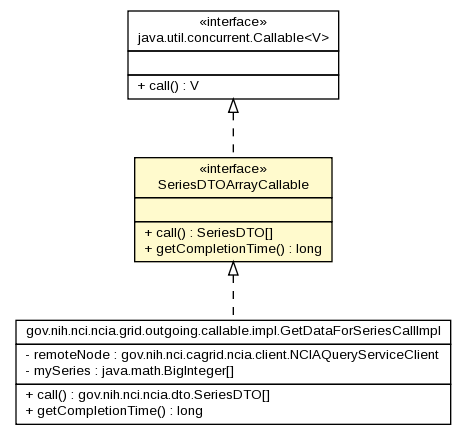 «interface»
java.util.concurrent.Callable<V>
+ call() : V
«interface»
SeriesDTOArrayCallable
+ call() : SeriesDTO[]
+ getCompletionTime() : long
gov.nih.nci.ncia.grid.outgoing.callable.impl.GetDataForSeriesCallImpl
- remoteNode : gov.nih.nci.cagrid.ncia.client.NCIAQueryServiceClient
- mySeries : java.math.BigInteger[]
+ call() : gov.nih.nci.ncia.dto.SeriesDTO[]
+ getCompletionTime() : long